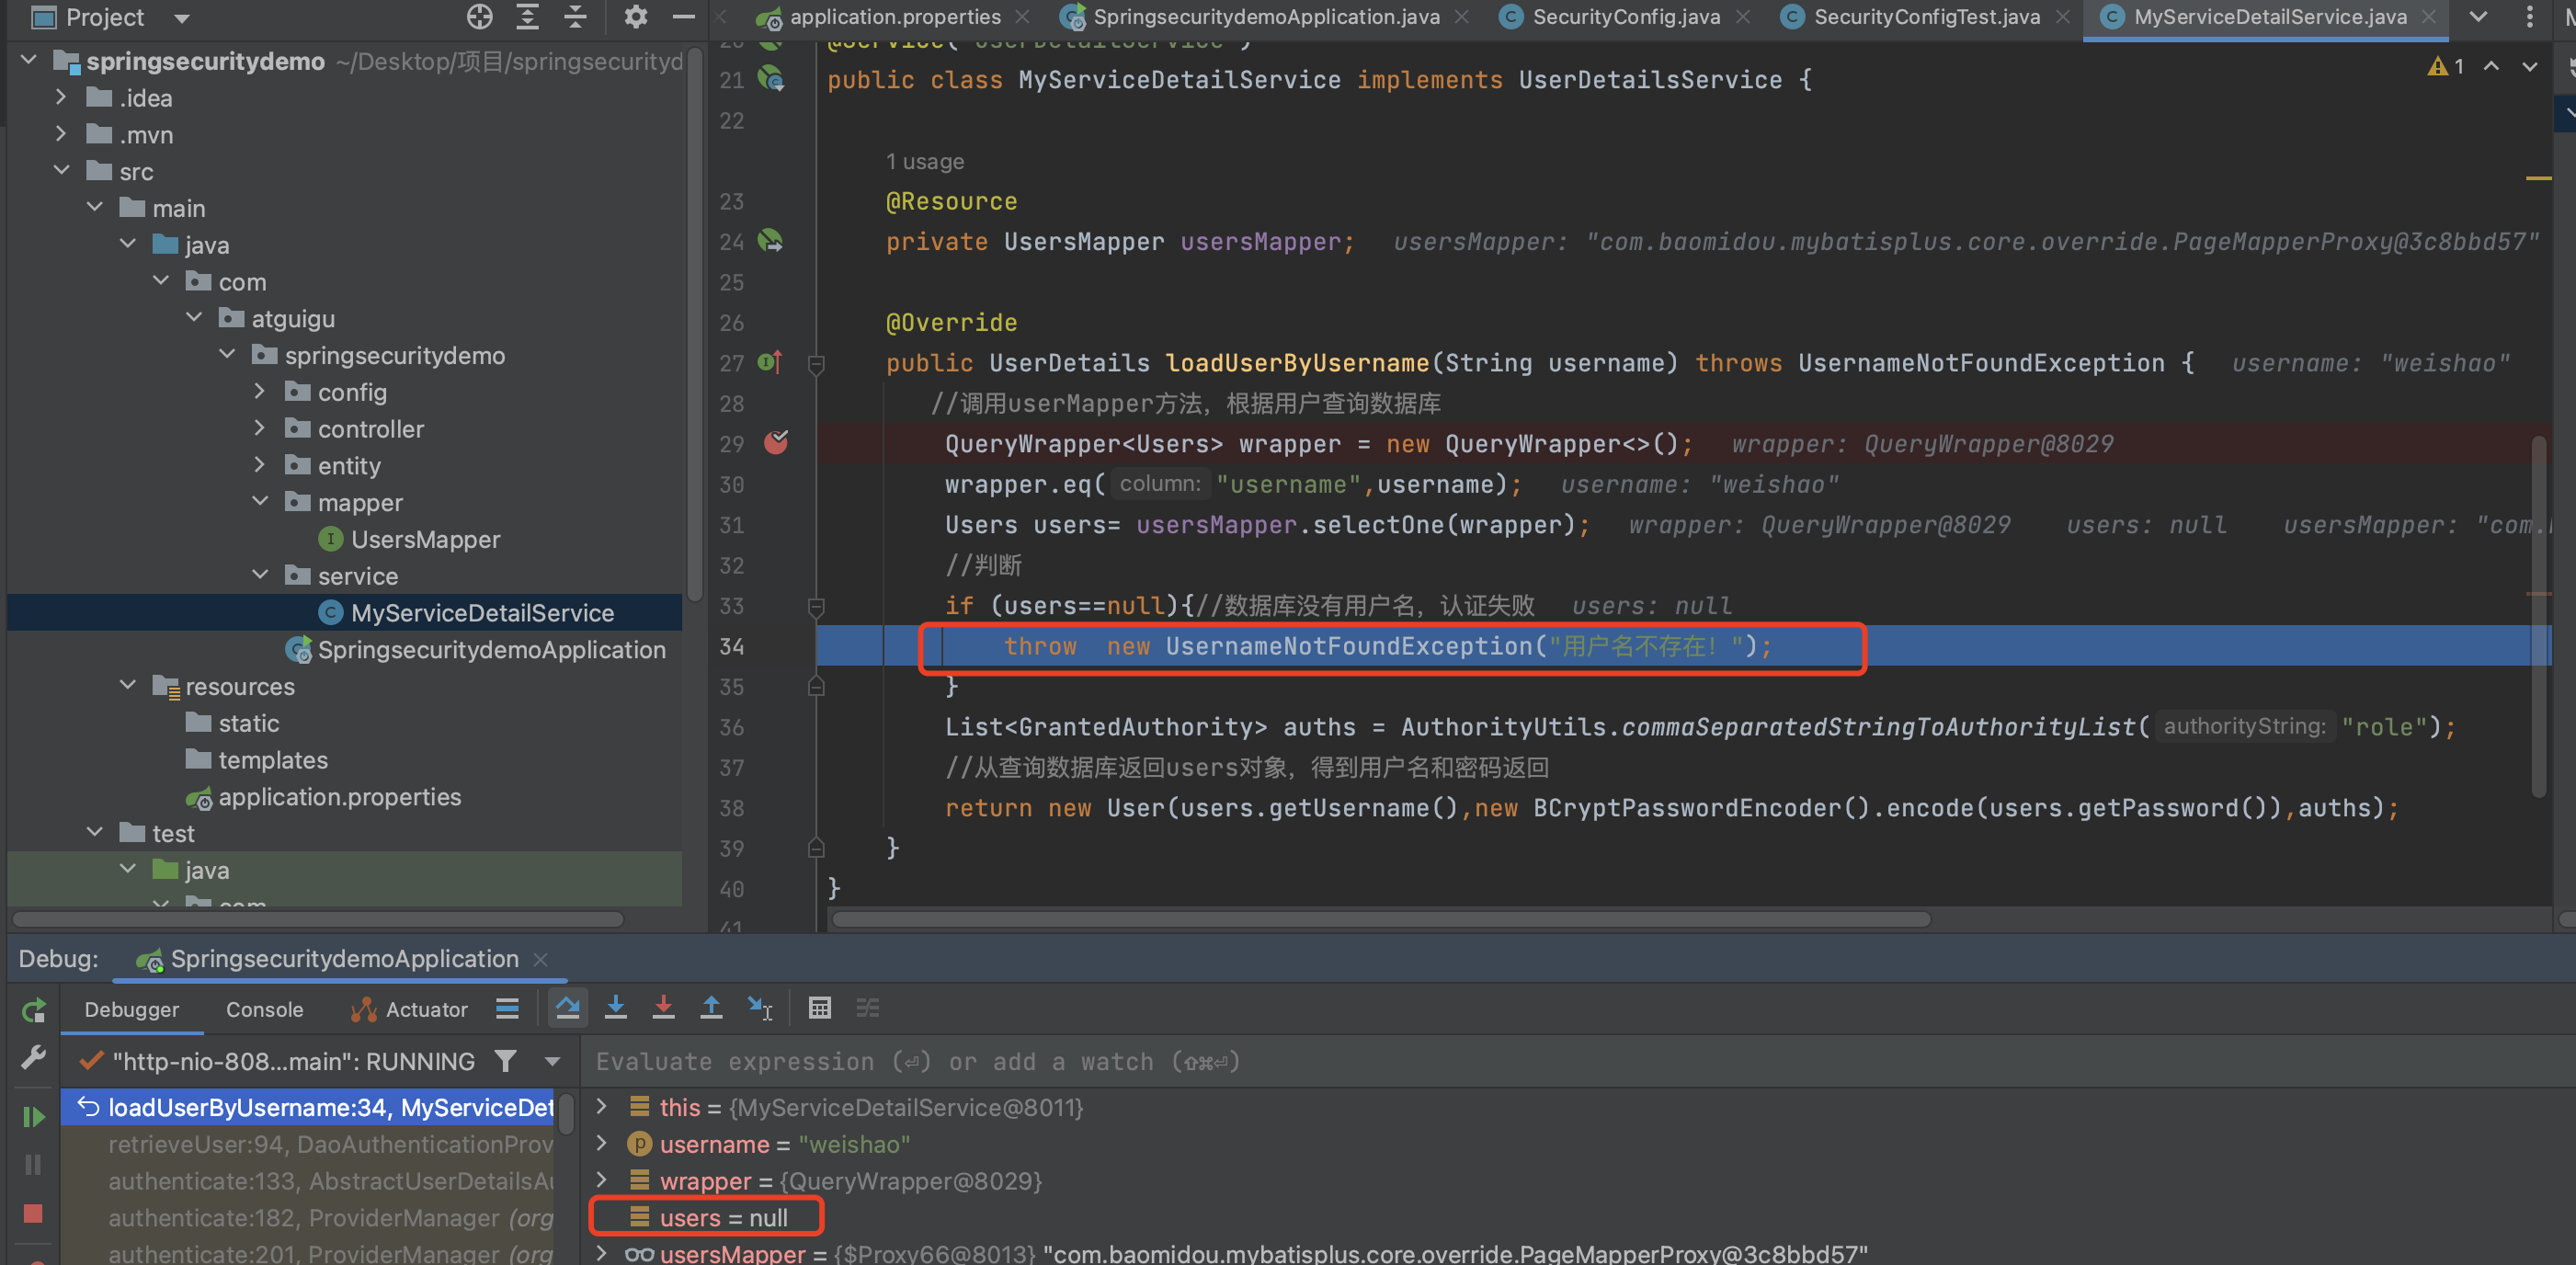 Project
application.properties
SpringsecuritydemoApplication.java
SecurityConfig.java
SecurityConfigTest.java
MyServiceDetailService.java
springsecuritydemo ~/Desktop/项目/springsecurityd
.idea
.mvn
src
main
java
com
atguigu
springsecuritydemo
config
controller
entity
mapper
UsersMapper
service
MyServiceDetailService
SpringsecuritydemoApplication
resources
static
templates
application.properties
test
java
com
1
20 @Service("userDetailService")
21 public class MyServiceDetailService implements UserDetailsService {
22
1 usage
23 @Resource
24 private UsersMapper usersMapper; usersMapper: "com.baomidou.mybatisplus.core.override.PageMapperProxy@3c8bbd57"
25
26 @Override
27 public UserDetails loadUserByUsername(String username) throws UsernameNotFoundException { username: "weishao"
28 //调用userMapper方法，根据用户查询数据库
29 QueryWrapper<Users> wrapper = new QueryWrapper<>(); wrapper: QueryWrapper@8029
30 wrapper.eq( column: "username",username); username: "weishao"
31 Users users= usersMapper.selectOne(wrapper); wrapper: QueryWrapper@8029 users: null usersMapper: "com.
32 //判断
33 if (users==null){//数据库没有用户名，认证失败 users: null
34 throw  new UsernameNotFoundException("用户名不存在！");
35 }
36 List<GrantedAuthority> auths = AuthorityUtils.commaSeparatedStringToAuthorityList( authorityString: "role");
37 //从查询数据库返回users对象，得到用户名和密码返回
38 return new User(users.getUsername(),new BCryptPasswordEncoder().encode(users.getPassword()),auths);
39 }
40 }
41
Debug: SpringsecuritydemoApplication
Debugger Console Actuator
"http-nio-808...main": RUNNING
Evaluate expression (⏎) or add a watch (⇧⌘⏎)
loadUserByUsername:34, MyServiceDet
retrieveUser:94, DaoAuthenticationProv
authenticate:133, AbstractUserDetailsAu
authenticate:182, ProviderManager (org
authenticate:201, ProviderManager (org
this = {MyServiceDetailService@8011}
username = "weishao"
wrapper = {QueryWrapper@8029}
users = null
usersMapper = {$Proxy66@8013} "com.baomidou.mybatisplus.core.override.PageMapperProxy@3c8bbd57"